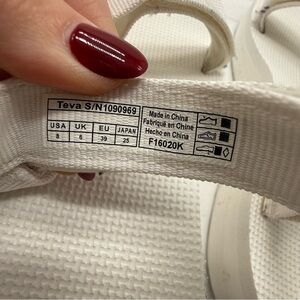 Teva S/N1090969
USA UK EU JAPAN
8 6 39 25
Made in China
Fabriqué en Chine
Hecho en China
F16020K